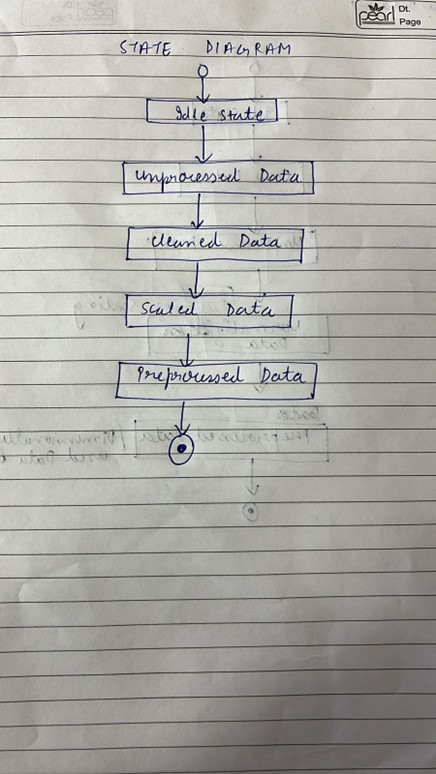 pearl Dt.
Page
STATE DIAGRAM
Idle state
Unprocessed Data
cleaned Data
Scaled Data
Preprocessed Data